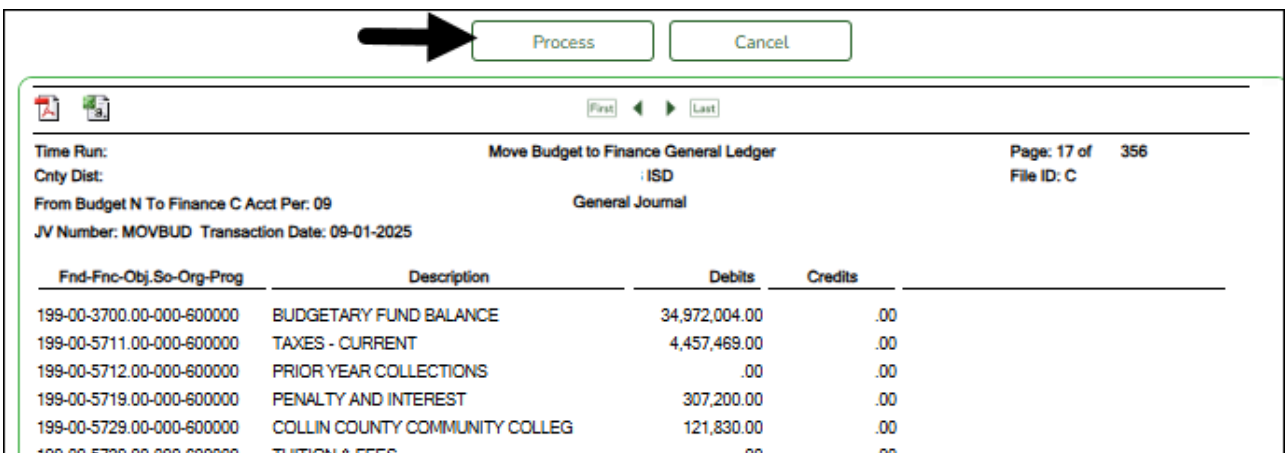 Process Cancel
First Last
Time Run: Move Budget to Finance General Ledger Page: 17 of 356
Cnty Dist: ISD File ID: C
From Budget N To Finance C Acct Per: 09 General Journal
JV Number: MOVBUD Transaction Date: 09-01-2025
Fnd-Fnc-Obj.So-Org-Prog Description Debits Credits
199-00-3700.00-000-600000 BUDGETARY FUND BALANCE 34,972,004.00 .00
199-00-5711.00-000-600000 TAXES - CURRENT 4,457,469.00 .00
199-00-5712.00-000-600000 PRIOR YEAR COLLECTIONS .00 .00
199-00-5719.00-000-600000 PENALTY AND INTEREST 307,200.00 .00
199-00-5729.00-000-600000 COLLIN COUNTY COMMUNITY COLLEG 121,830.00 .00